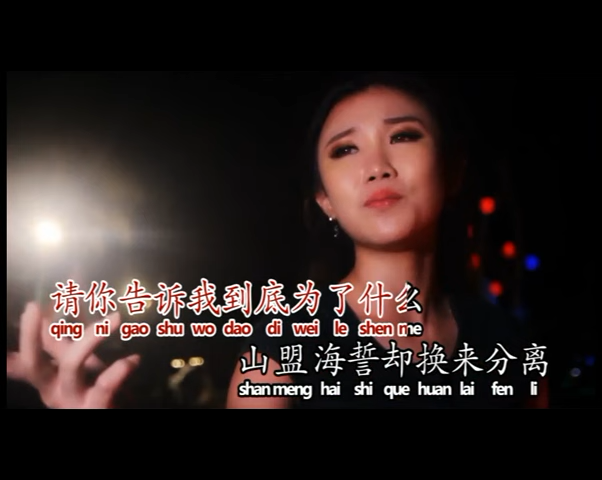 请你告诉我到底为了什么
qing ni gao shu wo dao di wei le shen me
山盟海誓却换来分离
shan meng hai shi que huan lai fen li